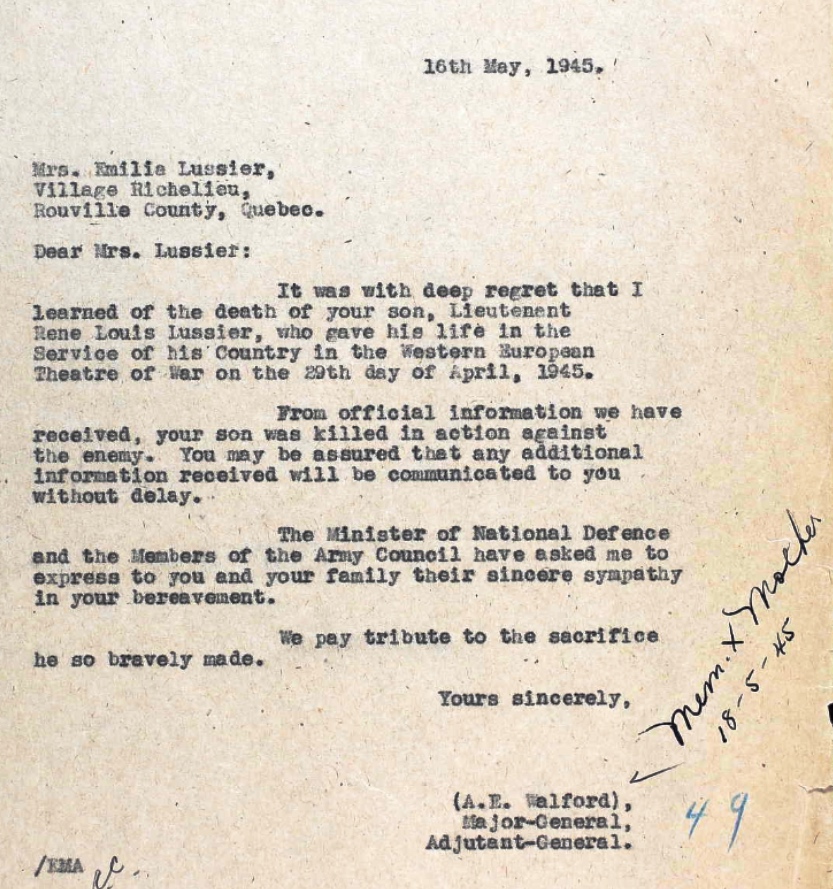 16th May, 1945.
Mrs. Emilie Lussier,
Village Richelieu,
Rouville County, Quebec.
Dear Mrs. Lussier:
It was with deep regret that I
learned of the death of your son, Lieutenant
Rene Louis Lussier, who gave his life in the
Service of his Country in the Western European
Theatre of War on the 29th day of April, 1945.
From official information we have
received, your son was killed in action against
the enemy. You may be assured that any additional
information received will be communicated to you
without delay.
The Minister of National Defence
and the Members of the Army Council have asked me to
express to you and your family their sincere sympathy
in your bereavement.
We pay tribute to the sacrifice
he so bravely made.
Yours sincerely,
Mem. X Mother
18-5-45
(A.E. Walford),
Major-General,
Adjutant-General.
49
/EMA